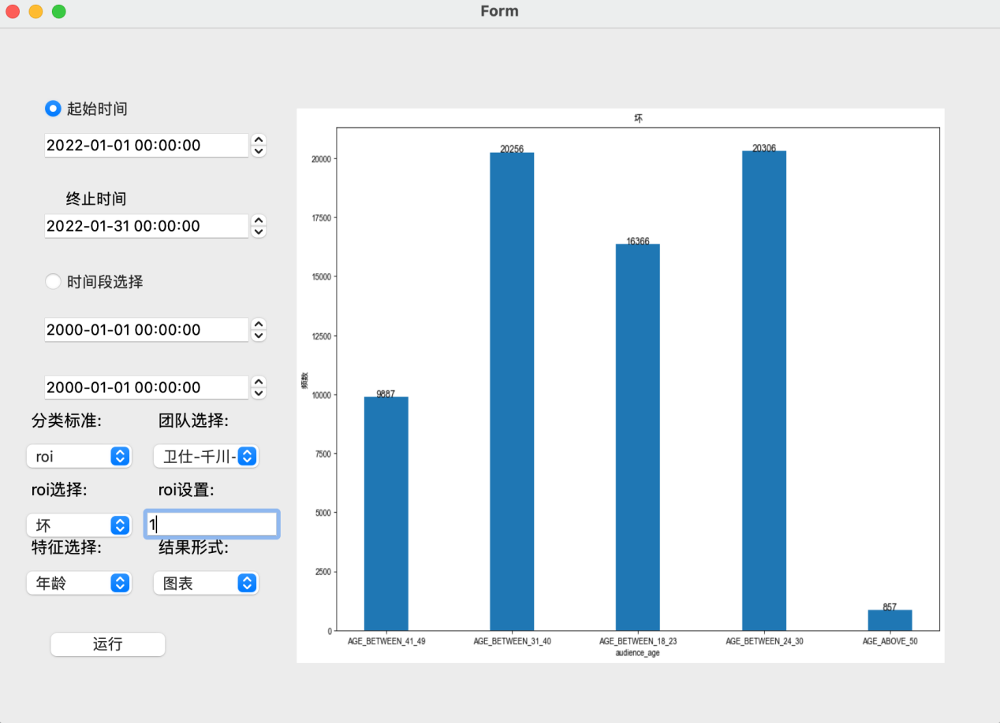 Form
起始时间
2022-01-01 00:00:00
终止时间
2022-01-31 00:00:00
时间段选择
2000-01-01 00:00:00
2000-01-01 00:00:00
分类标准: 团队选择:
roi 卫仕-千川-
roi选择: roi设置:
坏 1
特征选择: 结果形式:
年龄 图表
运行
坏
20000
17500
15000
12500
10000
7500
5000
2500
0
频数
9887 20256 16366 20306 857
AGE_BETWEEN_41_49 AGE_BETWEEN_31_40 AGE_BETWEEN_18_23 AGE_BETWEEN_24_30 AGE_ABOVE_50
audience_age